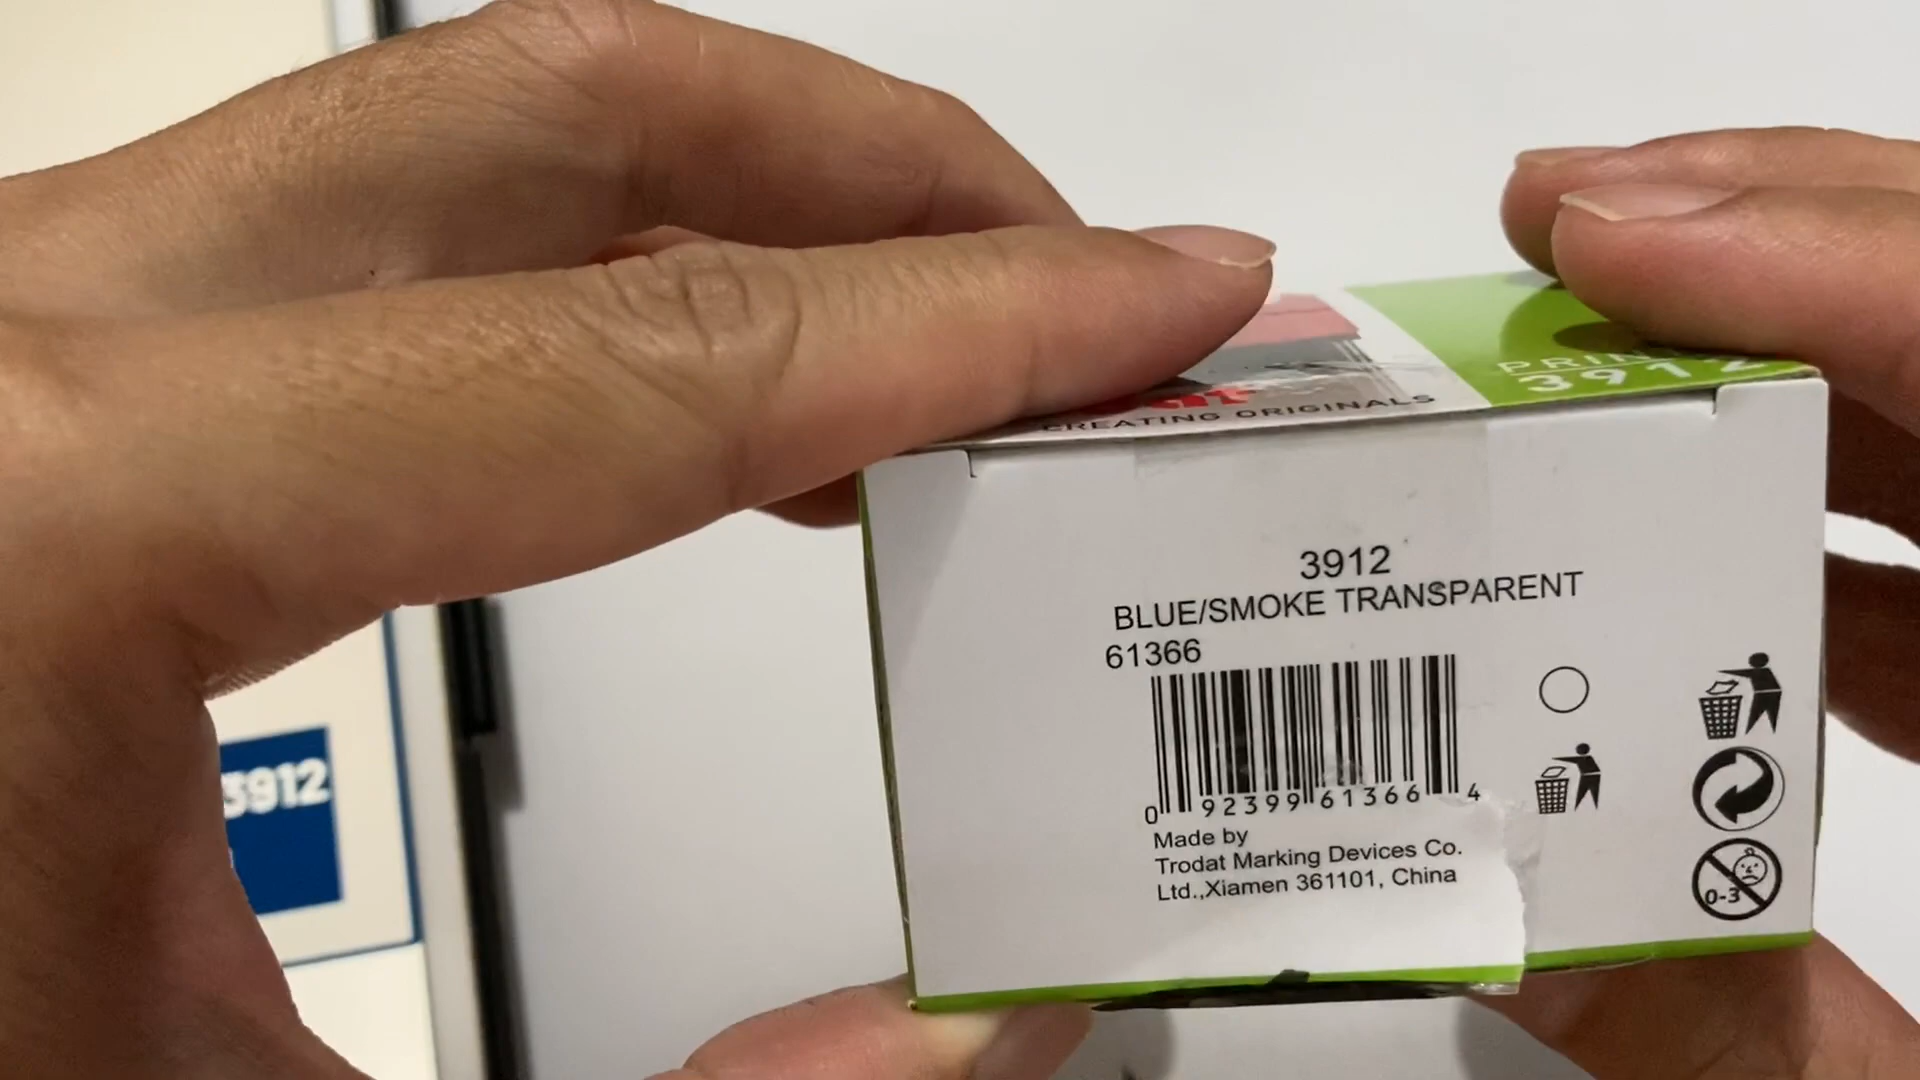 CREATING ORIGINALS
3912
3912
BLUE/SMOKE TRANSPARENT
61366
0 92399 61366 4
Made by
Trodat Marking Devices Co.
Ltd.,Xiamen 361101, China
0-3
3912